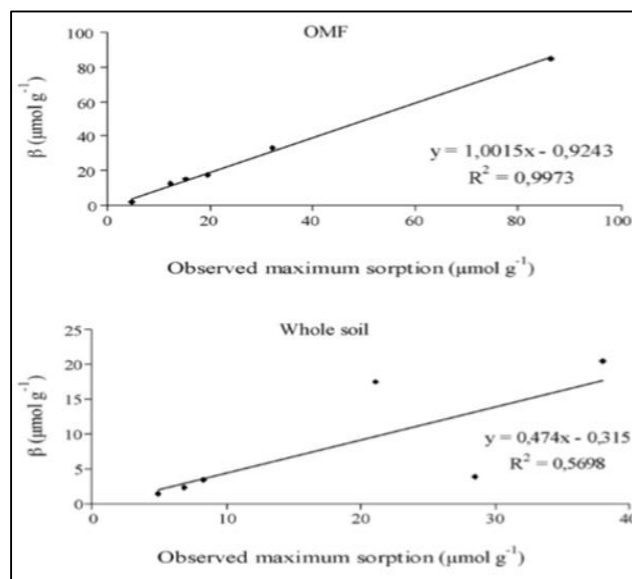 OMF
β (µmol g⁻¹)
100
80
60
40
20
0
y = 1,0015x - 0,9243
R² = 0,9973
0 20 40 60 80 100
Observed maximum sorption (µmol g⁻¹)
Whole soil
β (µmol g⁻¹)
25
20
15
10
5
0
y = 0,474x - 0,315
R² = 0,5698
0 10 20 30 40
Observed maximum sorption (µmol g⁻¹)